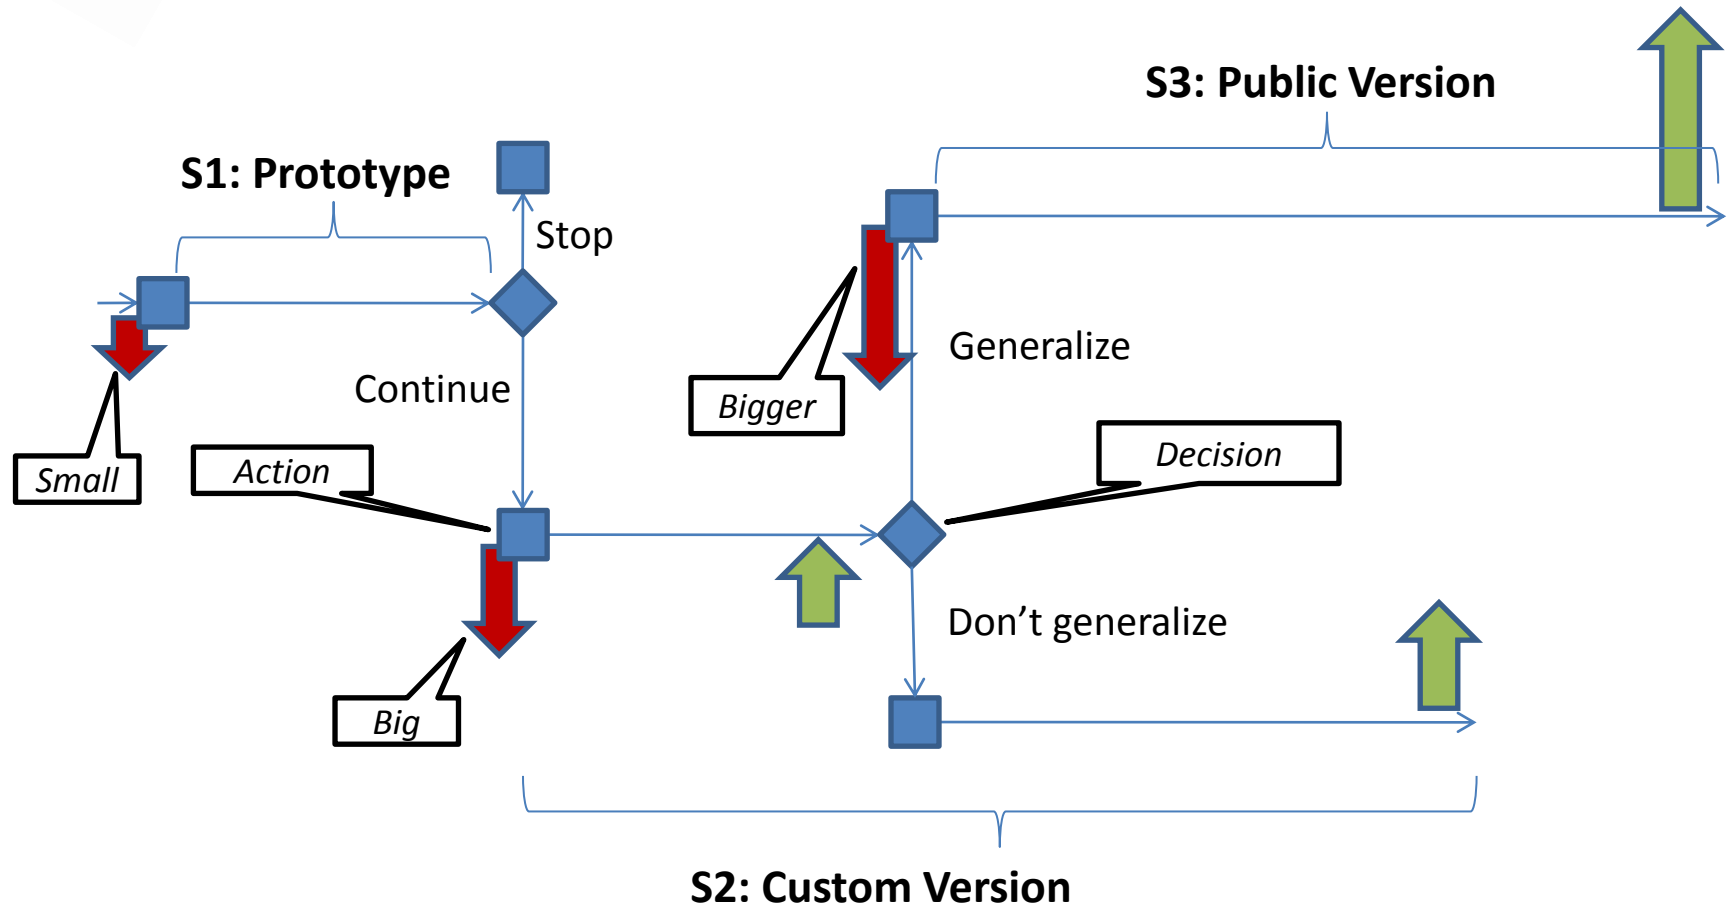 S3: Public Version
S1: Prototype
Stop
Generalize
Continue
Bigger
Small
Action
Decision
Don’t generalize
Big
S2: Custom Version